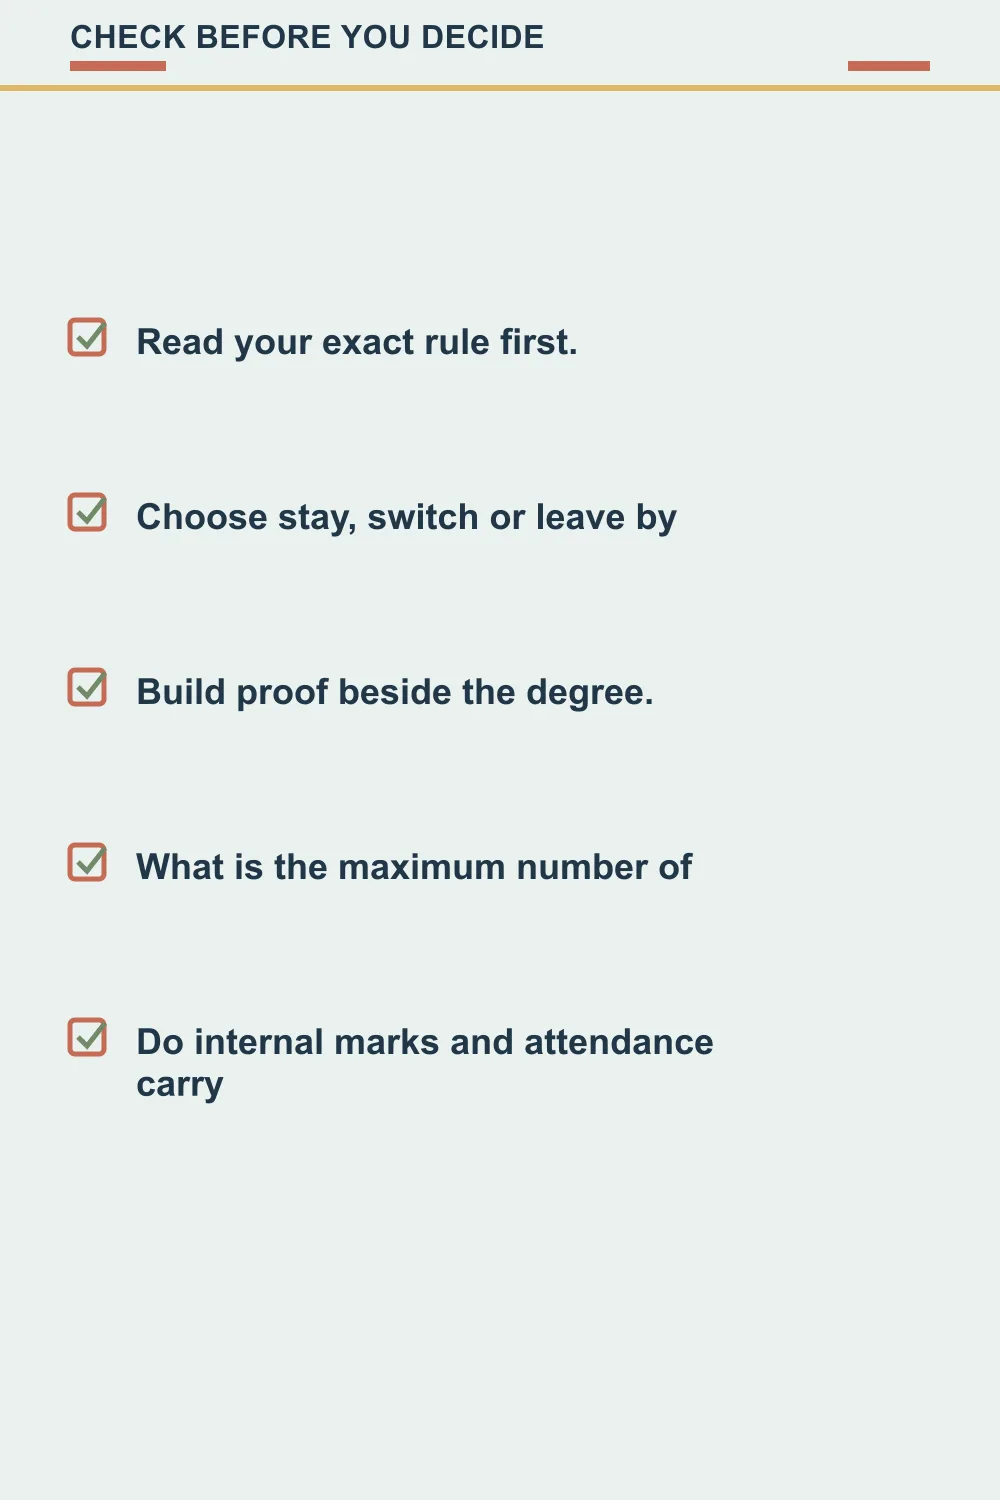 CHECK BEFORE YOU DECIDE
Read your exact rule first.
Choose stay, switch or leave by
Build proof beside the degree.
What is the maximum number of
Do internal marks and attendance
carry